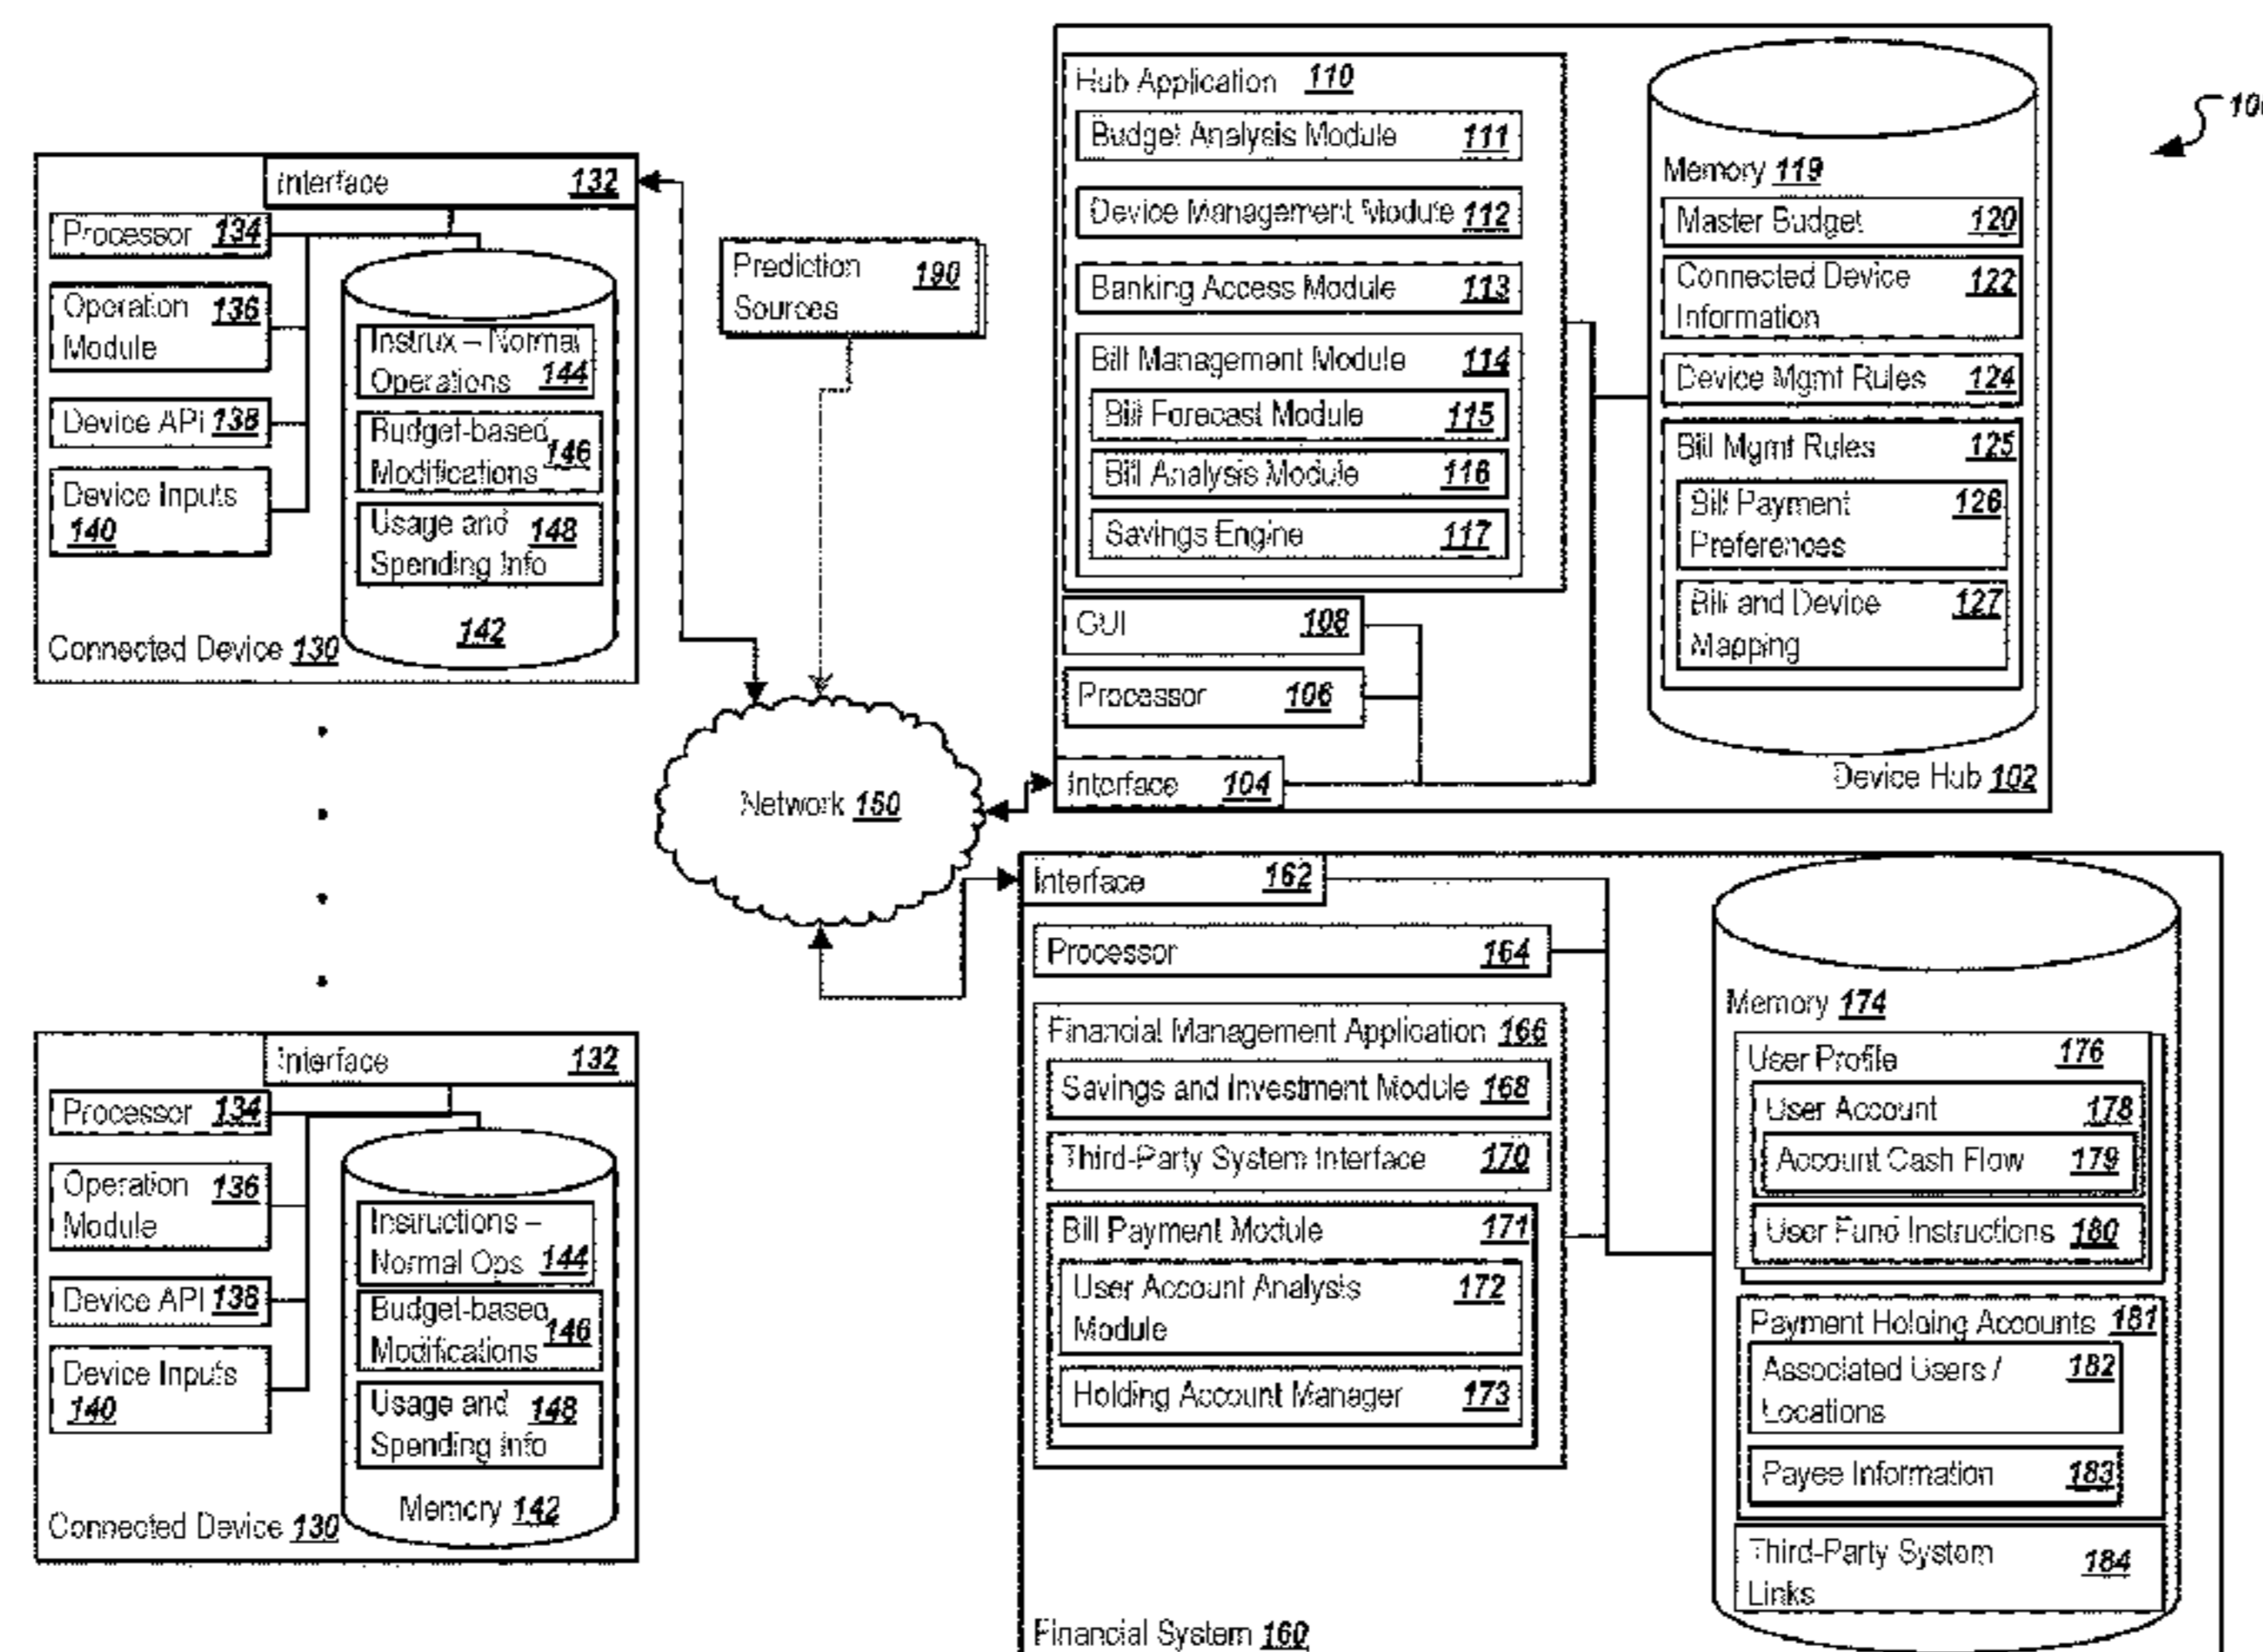 100
Hub Application 110
Budget Analysis Module 111
Device Management Module 112
Banking Access Module 113
Bill Management Module 114
Bill Forecast Module 115
Bill Analysis Module 116
Savings Engine 117
GUI 108
Processor 106
Interface 104
Memory 119
Master Budget 120
Connected Device 122
Information
Device Mgmt Rules 124
Bill Mgmt Rules 125
Bill Payment 126
Preferences
Bill and Device 127
Mapping
Device Hub 102
Interface 132
Processor 134
Operation 136
Module
Device API 138
Device Inputs
140
Instrux – Normal
Operations 144
Budget-based
Modifications 146
Usage and 148
Spending Info
142
Connected Device 130
Prediction 190
Sources
Network 150
Interface 132
Processor 134
Operation 136
Module
Device API 138
Device Inputs
140
Instructions –
Normal Ops 144
Budget-based
Modifications 146
Usage and 148
Spending Info
Memory 142
Connected Device 130
Interface 162
Processor 164
Financial Management Application 166
Savings and Investment Module 168
Third-Party System Interface 170
Bill Payment Module 171
User Account Analysis 172
Module
Holding Account Manager 173
Memory 174
User Profile 176
User Account 178
Account Cash Flow 179
User Fund Instructions 180
Payment Holding Accounts 181
Associated Users / 182
Locations
Payee Information 183
Third-Party System 184
Links
Financial System 160